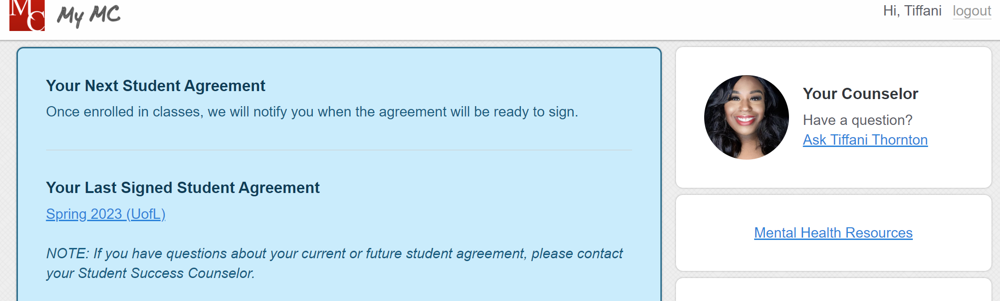 MC
My MC
Hi, Tiffani logout
Your Next Student Agreement
Once enrolled in classes, we will notify you when the agreement will be ready to sign.
Your Last Signed Student Agreement
Spring 2023 (UofL)
NOTE: If you have questions about your current or future student agreement, please contact
your Student Success Counselor.
Your Counselor
Have a question?
Ask Tiffani Thornton
Mental Health Resources